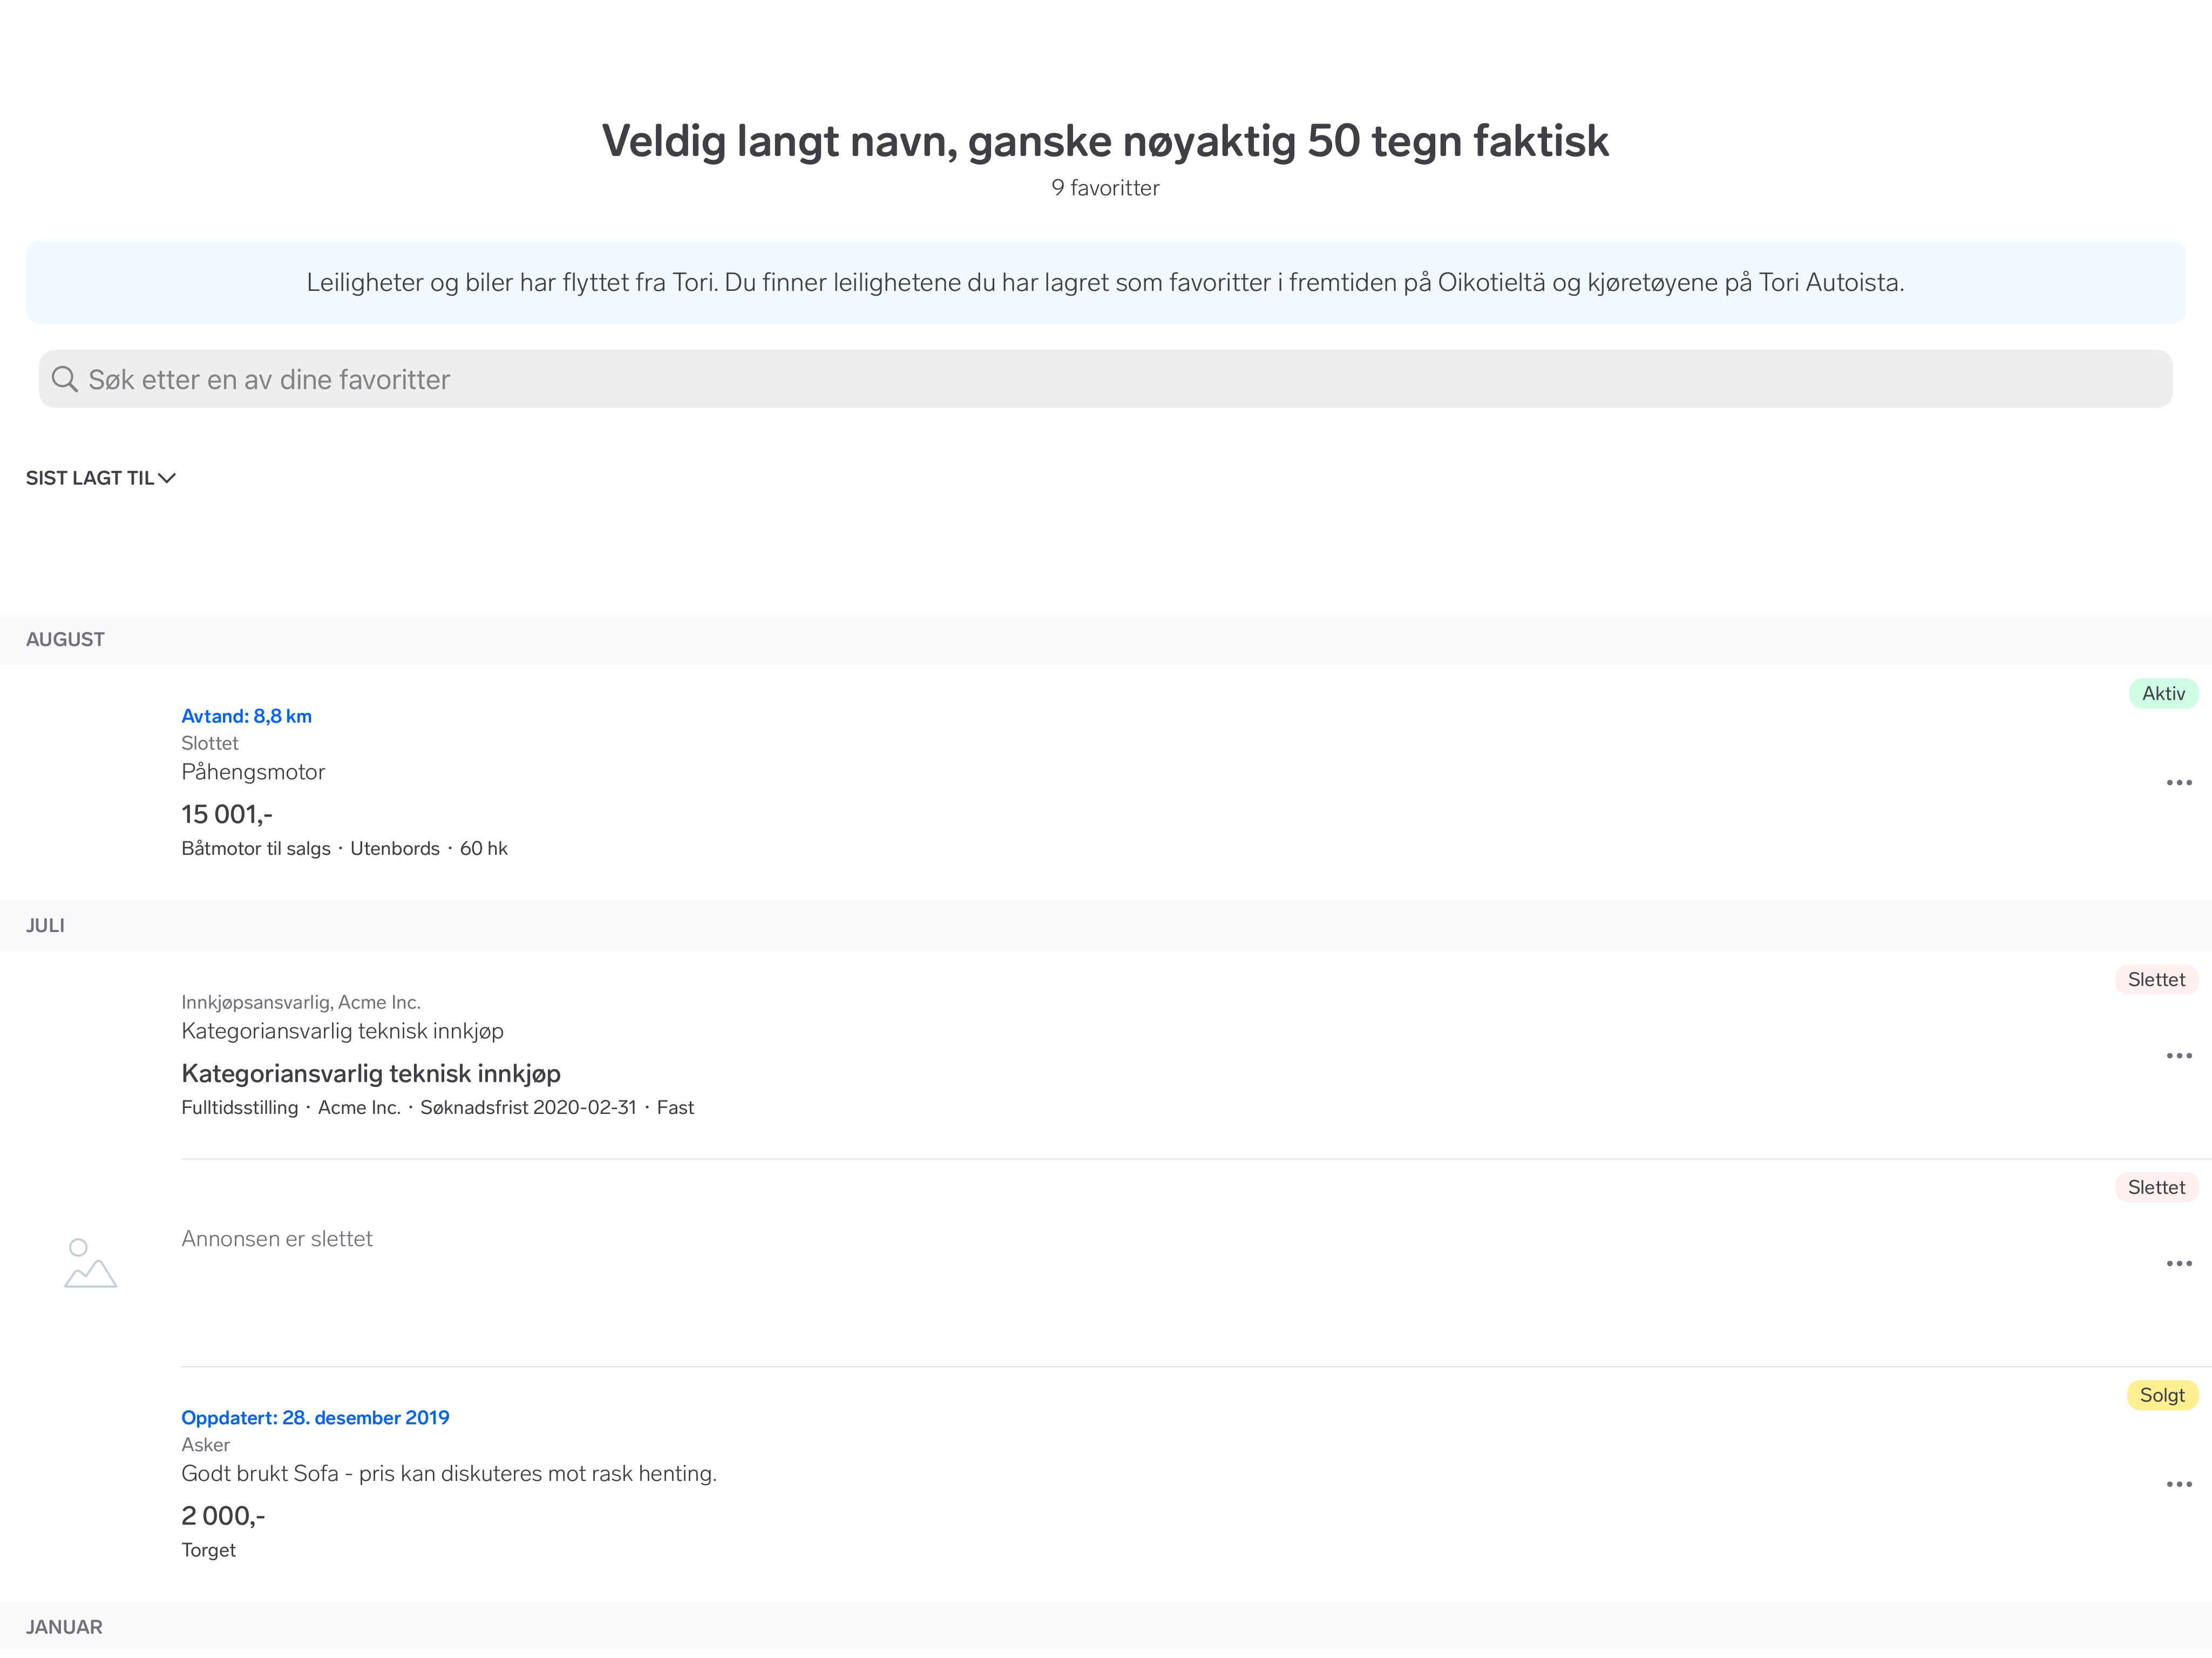 Veldig langt navn, ganske nøyaktig 50 tegn faktisk
9 favoritter
Leiligheter og biler har flyttet fra Tori. Du finner leilighetene du har lagret som favoritter i fremtiden på Oikotieltä og kjøretøyene på Tori Autoista.
Søk etter en av dine favoritter
SIST LAGT TIL
AUGUST
Aktiv
Avtand: 8,8 km
Slottet
Påhengsmotor
15 001,-
Båtmotor til salgs · Utenbords · 60 hk
JULI
Slettet
Innkjøpsansvarlig, Acme Inc.
Kategoriansvarlig teknisk innkjøp
Kategoriansvarlig teknisk innkjøp
Fulltidsstilling · Acme Inc. · Søknadsfrist 2020-02-31 · Fast
Slettet
Annonsen er slettet
Solgt
Oppdatert: 28. desember 2019
Asker
Godt brukt Sofa - pris kan diskuteres mot rask henting.
2 000,-
Torget
JANUAR